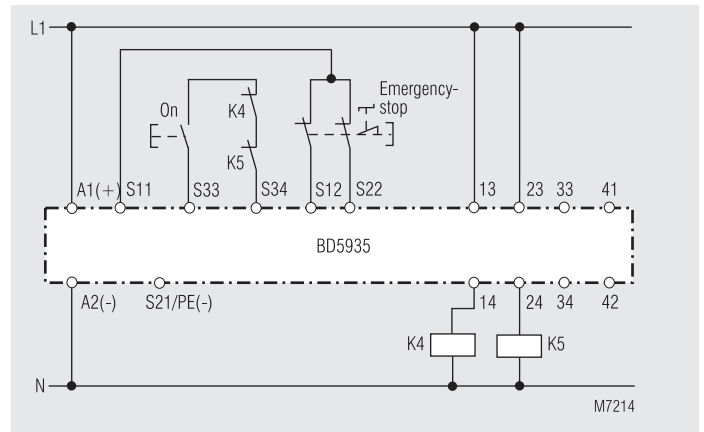 L1
Emergency-
stop
On
K4
K5
A1(+) S11 S33 S34 S12 S22 13 23 33 41
BD5935
A2(-) S21/PE(-) 14 24 34 42
K4 K5
N
M7214